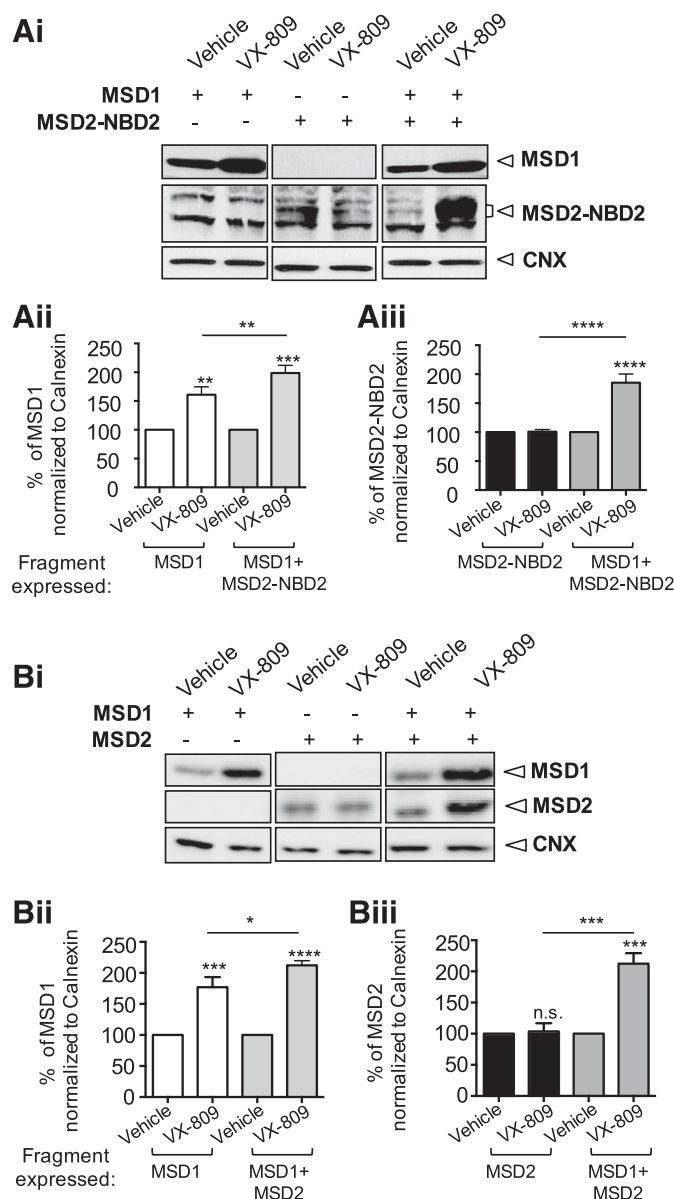 Ai
Vehicle VX-809 Vehicle VX-809 Vehicle VX-809
MSD1 + + - - + +
MSD2-NBD2 - - + + + +
◁ MSD1
◁ MSD2-NBD2
◁ CNX
Aii
% of MSD1
normalized to Calnexin
250
200
150
100
50
0
**
**
***
Vehicle VX-809 Vehicle VX-809
Fragment
expressed:
MSD1
MSD1+
MSD2-NBD2
Aiii
% of MSD2-NBD2
normalized to Calnexin
250
200
150
100
50
0
****
****
Vehicle VX-809 Vehicle VX-809
MSD2-NBD2
MSD1+
MSD2-NBD2
Bi
Vehicle VX-809 Vehicle VX-809 Vehicle VX-809
MSD1 + + - - + +
MSD2 - - + + + +
◁ MSD1
◁ MSD2
◁ CNX
Bii
% of MSD1
normalized to Calnexin
250
200
150
100
50
0
*
***
****
Vehicle VX-809 Vehicle VX-809
Fragment
expressed:
MSD1
MSD1+
MSD2
Biii
% of MSD2
normalized to Calnexin
250
200
150
100
50
0
***
n.s.
***
Vehicle VX-809 Vehicle VX-809
MSD2
MSD1+
MSD2